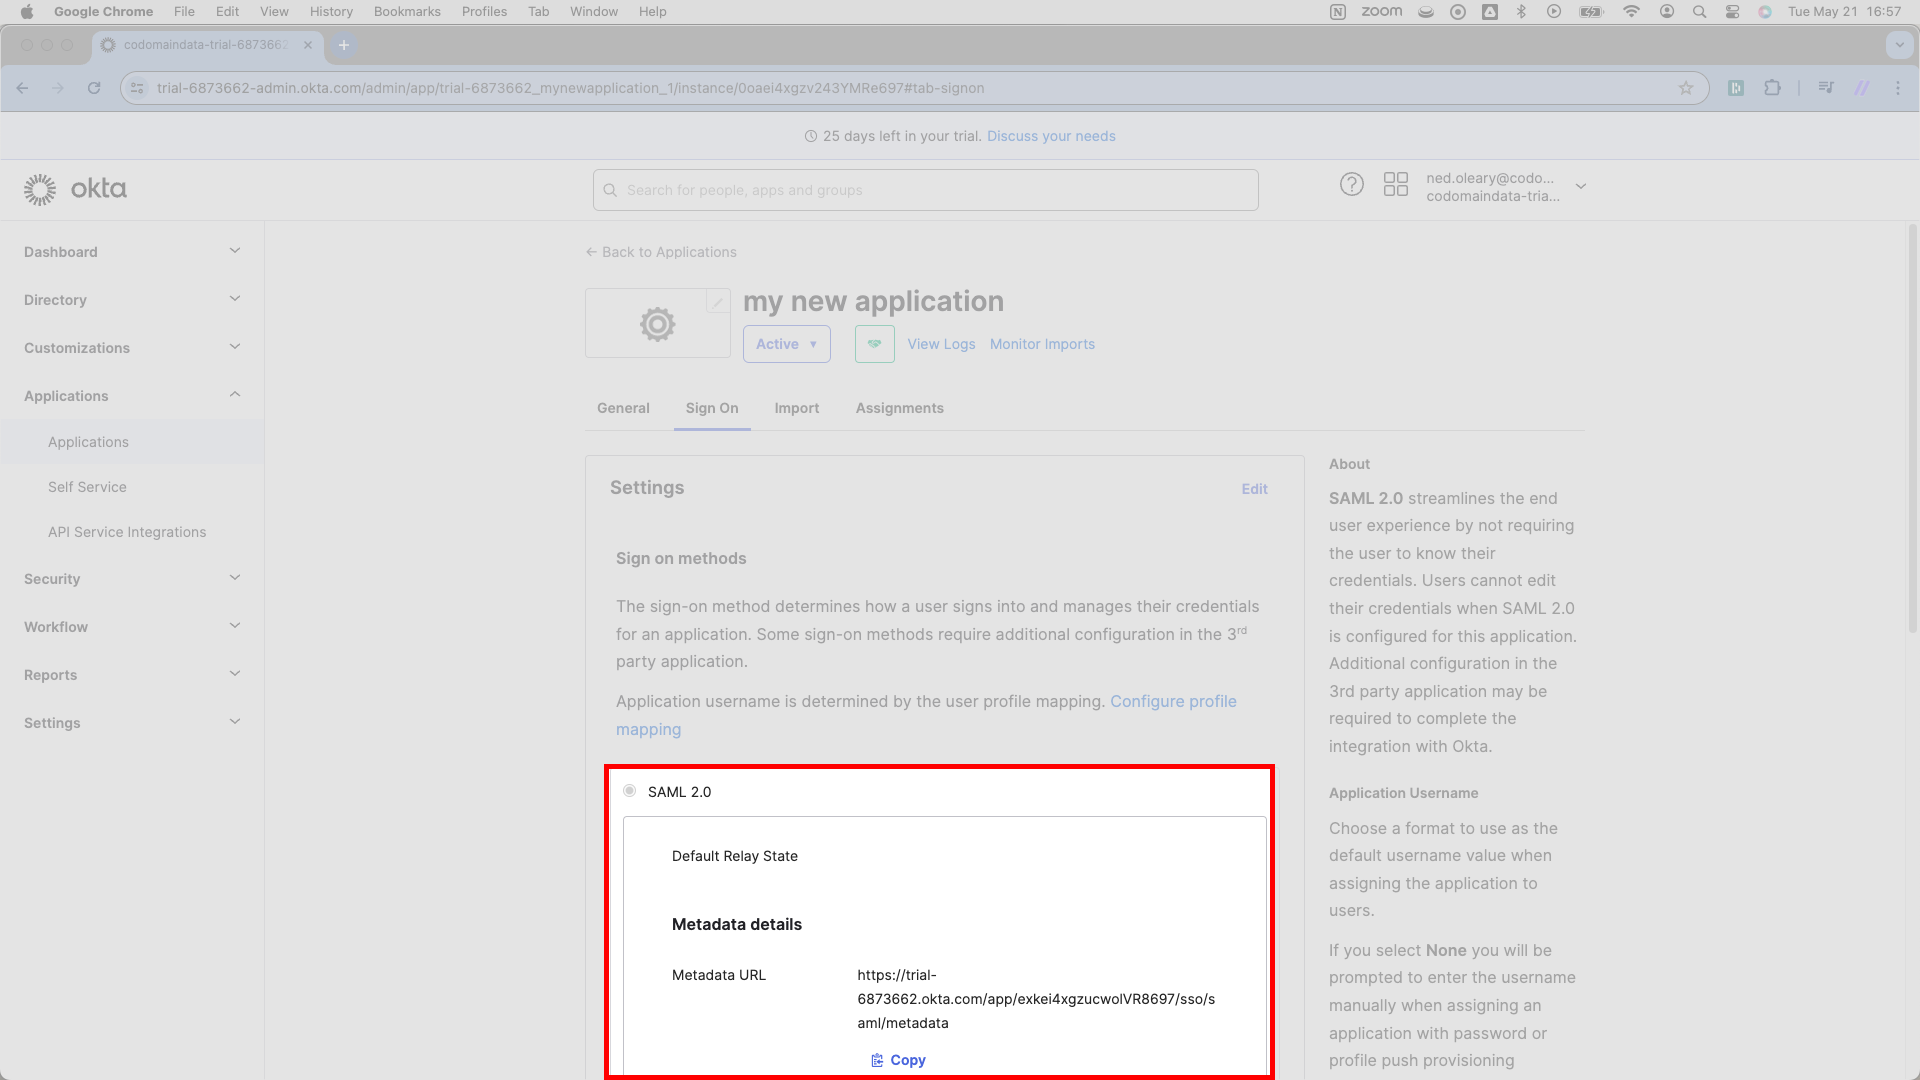 Google Chrome File Edit View History Bookmarks Profiles Tab Window Help zoom Tue May 21 16:57
codomaindata-trial-6873662
trial-6873662-admin.okta.com/admin/app/trial-6873662_mynewapplication_1/instance/0oaei4xgzv243YMRe697#tab-signon
25 days left in your trial. Discuss your needs
okta
Search for people, apps and groups
ned.oleary@codo...
codomaindata-tria...
Dashboard
Directory
Customizations
Applications
Applications
Self Service
API Service Integrations
Security
Workflow
Reports
Settings
← Back to Applications
my new application
Active ▼ View Logs Monitor Imports
General Sign On Import Assignments
Settings Edit
Sign on methods
The sign-on method determines how a user signs into and manages their credentials
for an application. Some sign-on methods require additional configuration in the 3rd
party application.
Application username is determined by the user profile mapping. Configure profile
mapping
SAML 2.0
Default Relay State
Metadata details
Metadata URL https://trial-
6873662.okta.com/app/exkei4xgzucwolVR8697/sso/s
aml/metadata
Copy
About
SAML 2.0 streamlines the end
user experience by not requiring
the user to know their
credentials. Users cannot edit
their credentials when SAML 2.0
is configured for this application.
Additional configuration in the
3rd party application may be
required to complete the
integration with Okta.
Application Username
Choose a format to use as the
default username value when
assigning the application to
users.
If you select None you will be
prompted to enter the username
manually when assigning an
application with password or
profile push provisioning